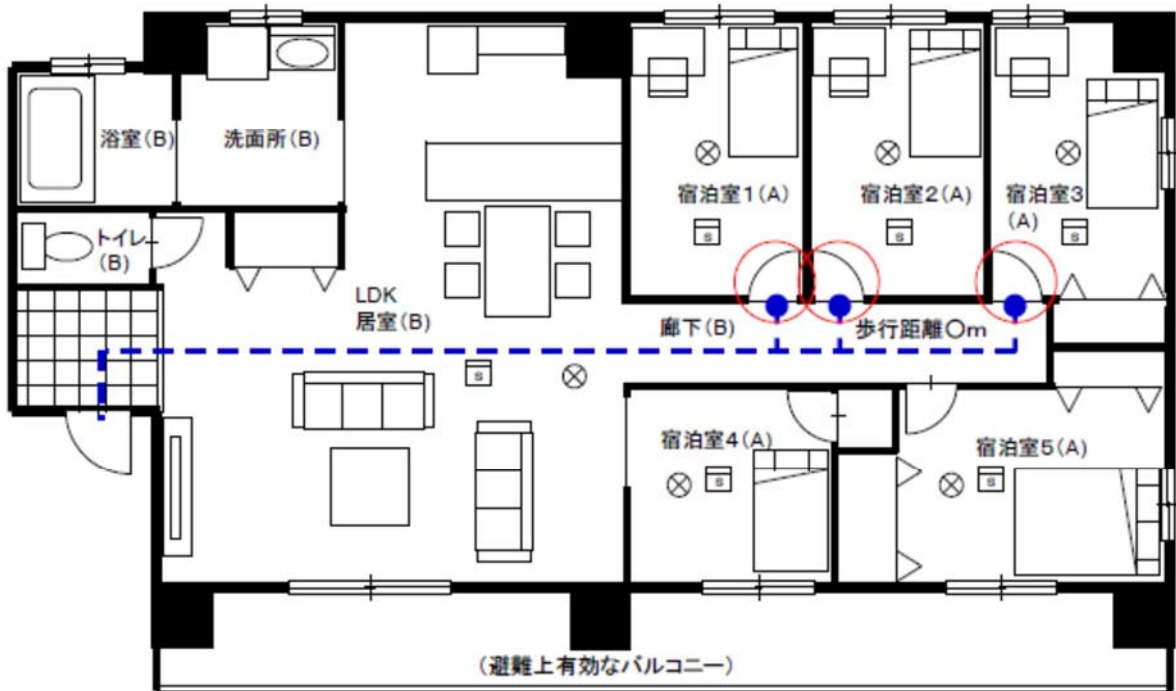 浴室(B)
洗面所(B)
宿泊室1(A)
宿泊室2(A)
宿泊室3
(A)
S
S
S
トイレ
(B)
LDK
居室(B)
廊下(B)
歩行距離〇m
S
宿泊室4(A)
S
宿泊室5(A)
S
(避難上有効なバルコニー)